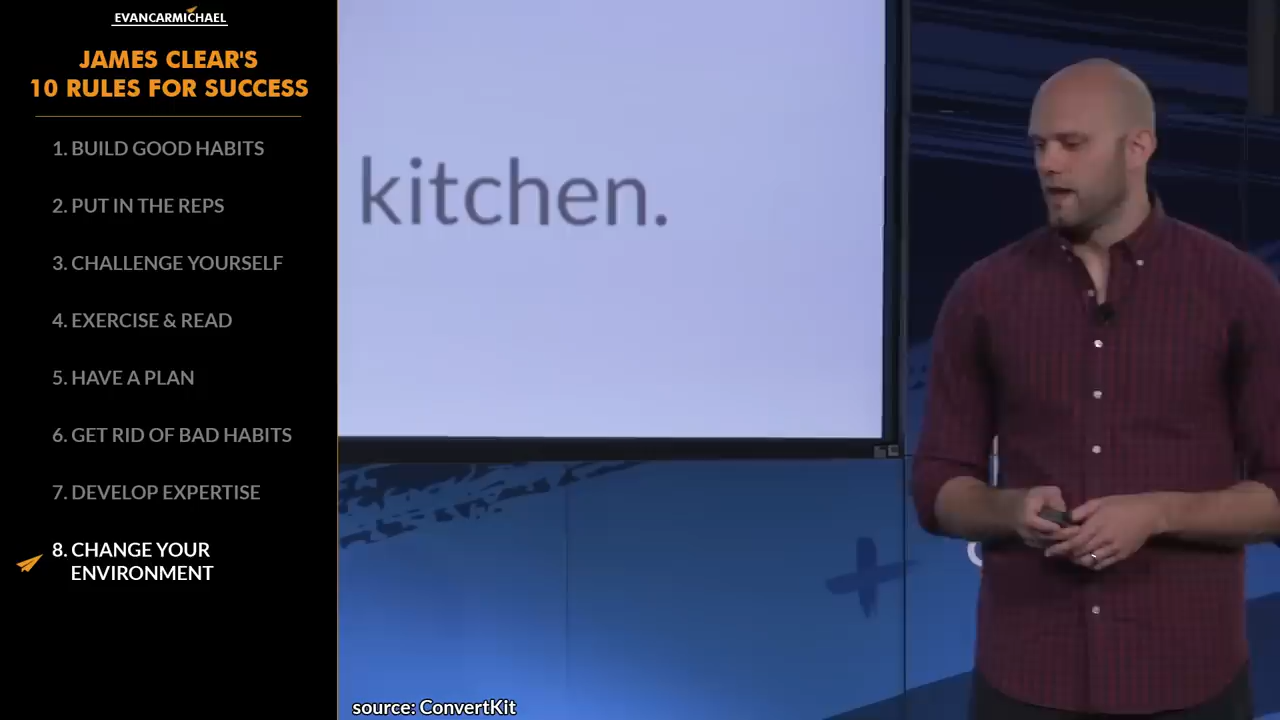 EVANCARMICHAEL
JAMES CLEAR'S
10 RULES FOR SUCCESS
1. BUILD GOOD HABITS
2. PUT IN THE REPS
3. CHALLENGE YOURSELF
4. EXERCISE & READ
5. HAVE A PLAN
6. GET RID OF BAD HABITS
7. DEVELOP EXPERTISE
8. CHANGE YOUR
ENVIRONMENT
kitchen.
source: ConvertKit